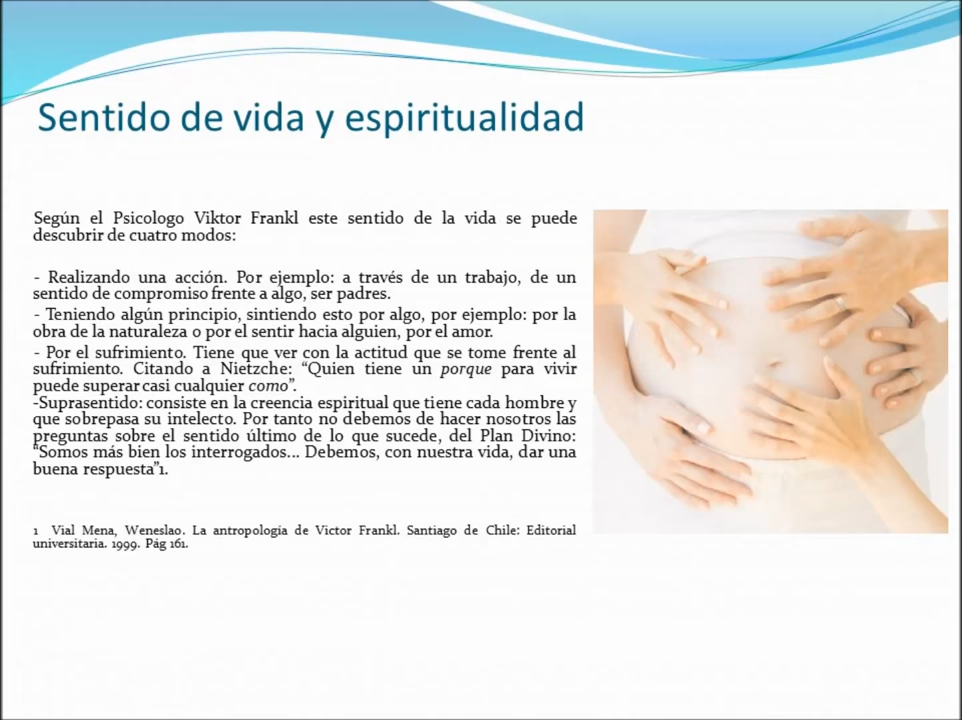 Sentido de vida y espiritualidad
Según el Psicologo Viktor Frankl este sentido de la vida se puede
descubrir de cuatro modos:
- Realizando una acción. Por ejemplo: a través de un trabajo, de un
sentido de compromiso frente a algo, ser padres.
- Teniendo algún principio, sintiendo esto por algo, por ejemplo: por la
obra de la naturaleza o por el sentir hacia alguien, por el amor.
- Por el sufrimiento. Tiene que ver con la actitud que se tome frente al
sufrimiento. Citando a Nietzche: “Quien tiene un porque para vivir
puede superar casi cualquier como”.
-Suprasentido: consiste en la creencia espiritual que tiene cada hombre y
que sobrepasa su intelecto. Por tanto no debemos de hacer nosotros las
preguntas sobre el sentido último de lo que sucede, del Plan Divino:
“Somos más bien los interrogados... Debemos, con nuestra vida, dar una
buena respuesta”1.
1 Vial Mena, Weneslao. La antropología de Victor Frankl. Santiago de Chile: Editorial
universitaria. 1999. Pág 161.